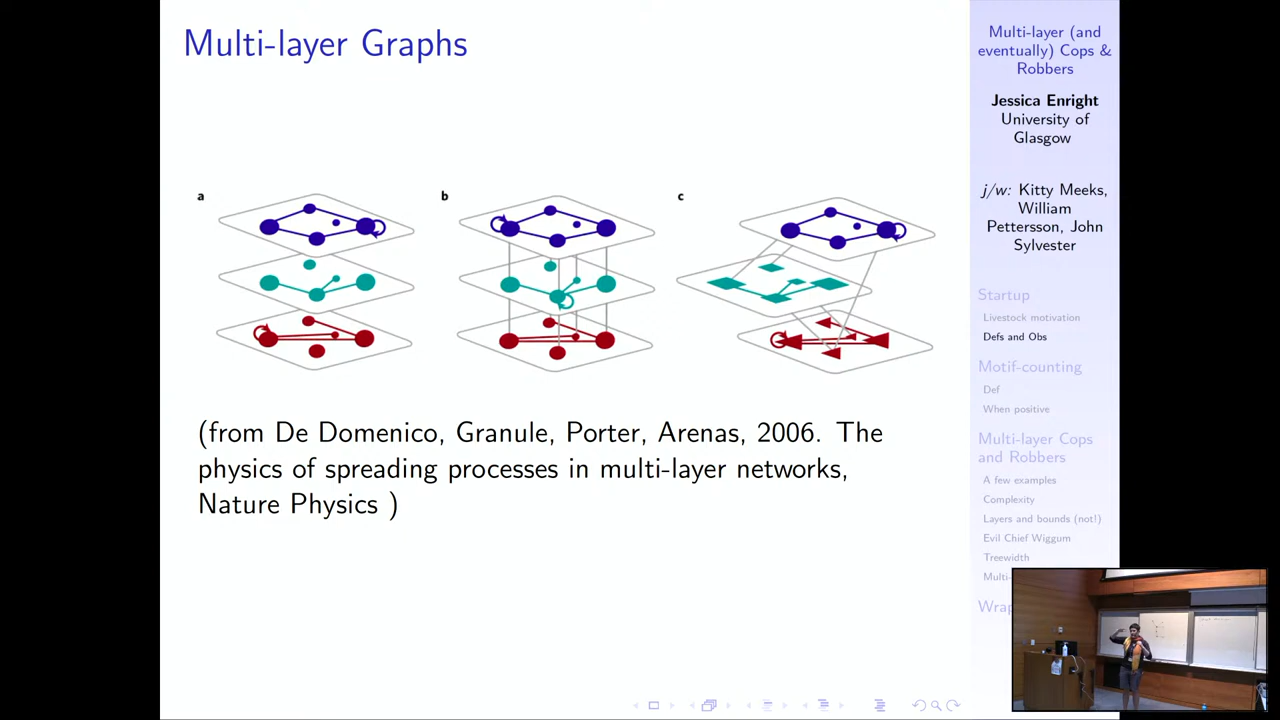 Multi-layer Graphs
a
b
c
(from De Domenico, Granule, Porter, Arenas, 2006. The
physics of spreading processes in multi-layer networks,
Nature Physics )
Multi-layer (and
eventually) Cops &
Robbers
Jessica Enright
University of
Glasgow
j/w: Kitty Meeks,
William
Pettersson, John
Sylvester
Startup
Livestock motivation
Defs and Obs
Motif-counting
Def
When positive
Multi-layer Cops
and Robbers
A few examples
Complexity
Layers and bounds (not!)
Evil Chief Wiggum
Treewidth
Multi-
Wrap